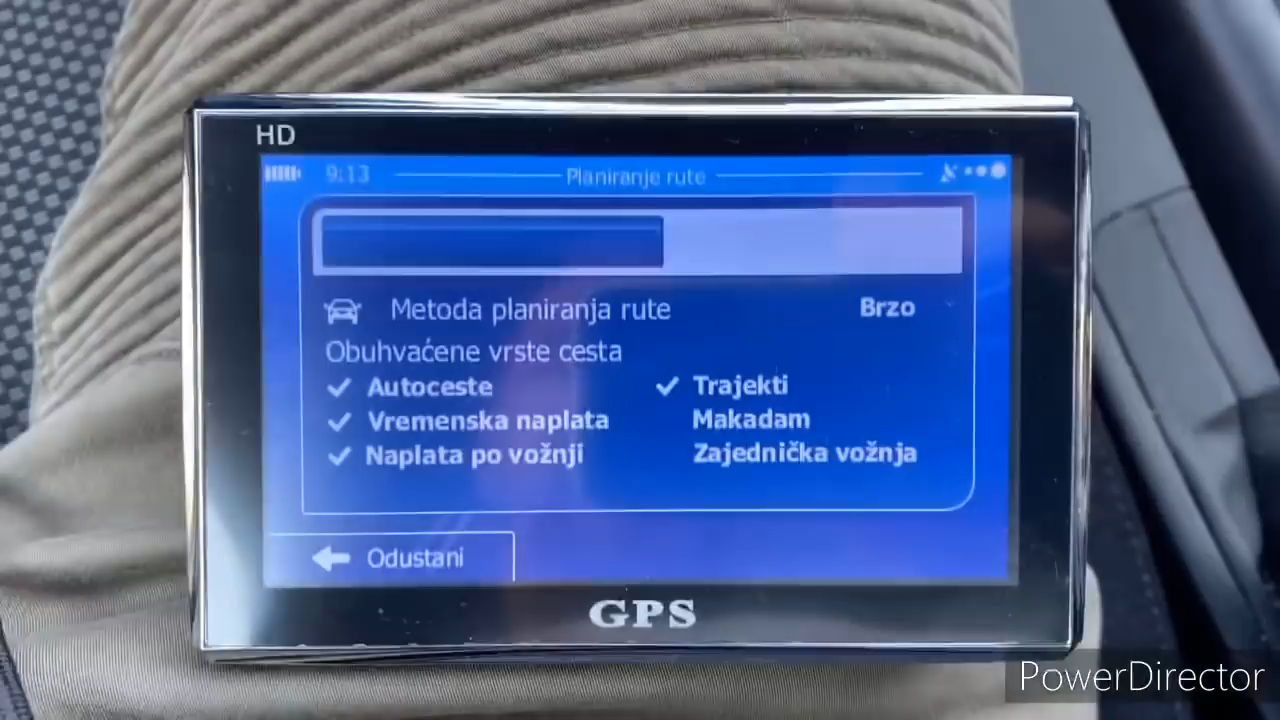 HD
9:13 Planiranje rute
Metoda planiranja rute Brzo
Obuhvaćene vrste cesta
Autoceste Trajekti
Vremenska naplata Makadam
Naplata po vožnji Zajednička vožnja
Odustani
GPS
PowerDirector